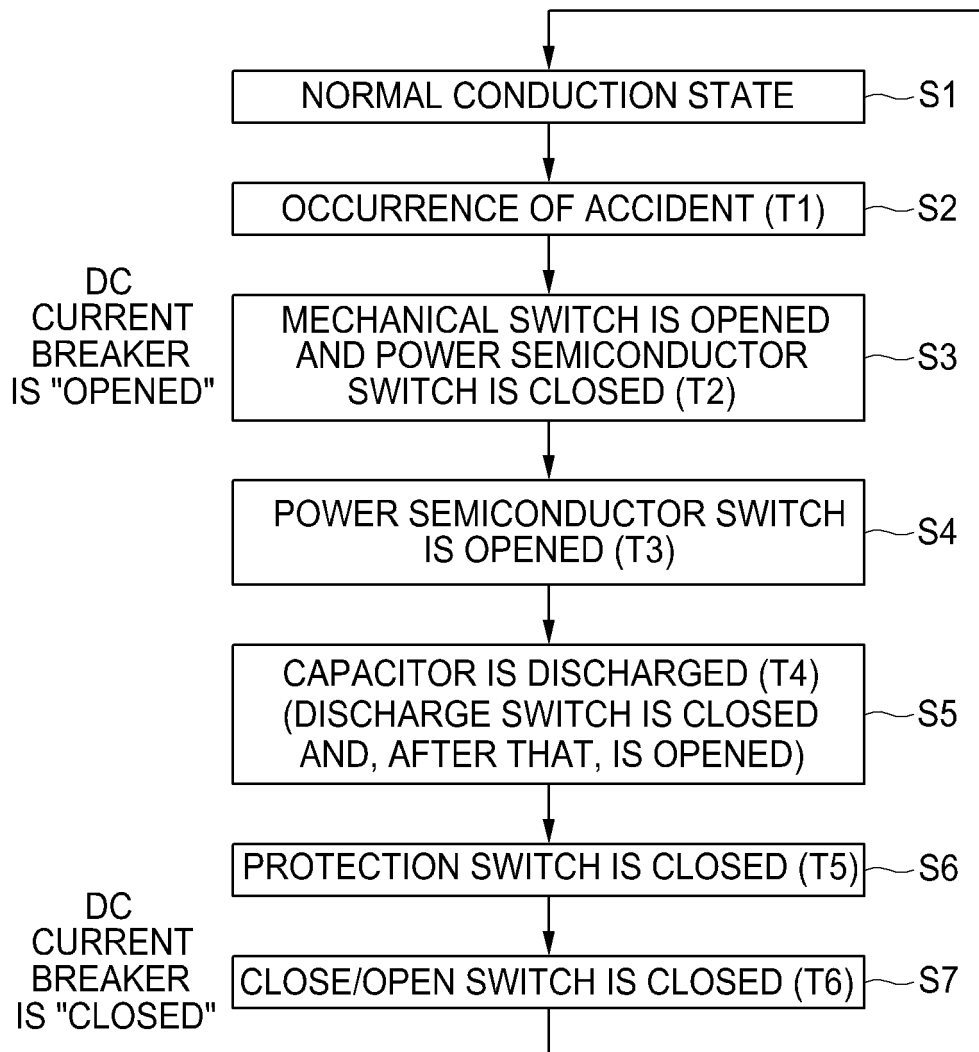 NORMAL CONDUCTION STATE
S1
OCCURRENCE OF ACCIDENT (T1)
S2
DC
CURRENT
BREAKER
IS "OPENED"
MECHANICAL SWITCH IS OPENED
AND POWER SEMICONDUCTOR
SWITCH IS CLOSED (T2)
S3
POWER SEMICONDUCTOR SWITCH
IS OPENED (T3)
S4
CAPACITOR IS DISCHARGED (T4)
(DISCHARGE SWITCH IS CLOSED
AND, AFTER THAT, IS OPENED)
S5
PROTECTION SWITCH IS CLOSED (T5)
S6
DC
CURRENT
BREAKER
IS "CLOSED"
CLOSE/OPEN SWITCH IS CLOSED (T6)
S7